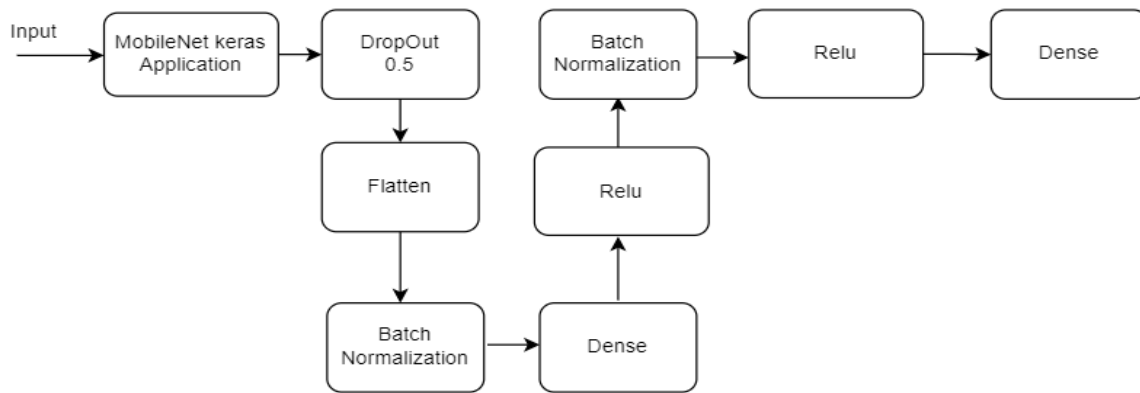 Input
MobileNet keras
Application
DropOut
0.5
Flatten
Batch
Normalization
Dense
Relu
Batch
Normalization
Relu
Dense